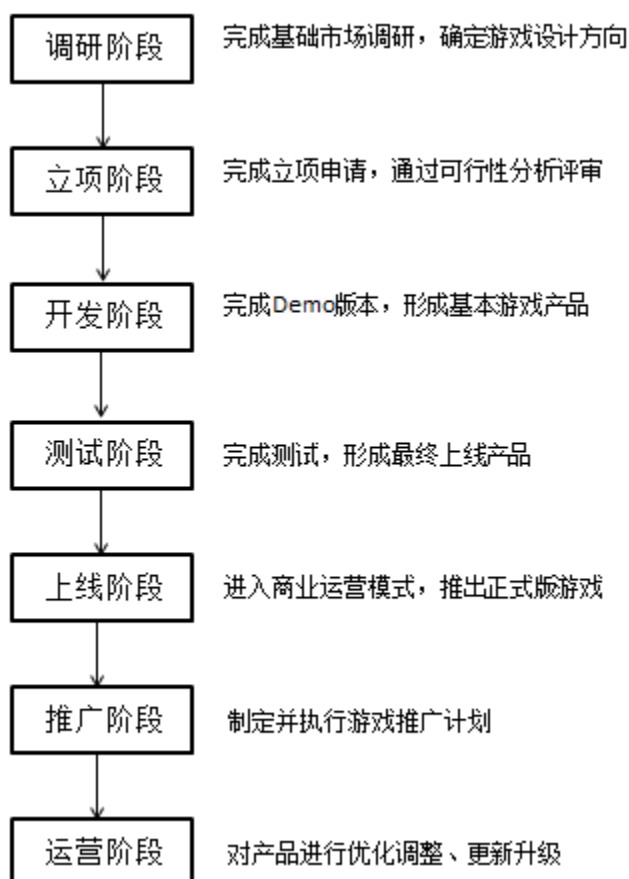 调研阶段
完成基础市场调研，确定游戏设计方向
立项阶段
完成立项申请，通过可行性分析评审
开发阶段
完成Demo版本，形成基本游戏产品
测试阶段
完成测试，形成最终上线产品
上线阶段
进入商业运营模式，推出正式版游戏
推广阶段
制定并执行游戏推广计划
运营阶段
对产品进行优化调整、更新升级